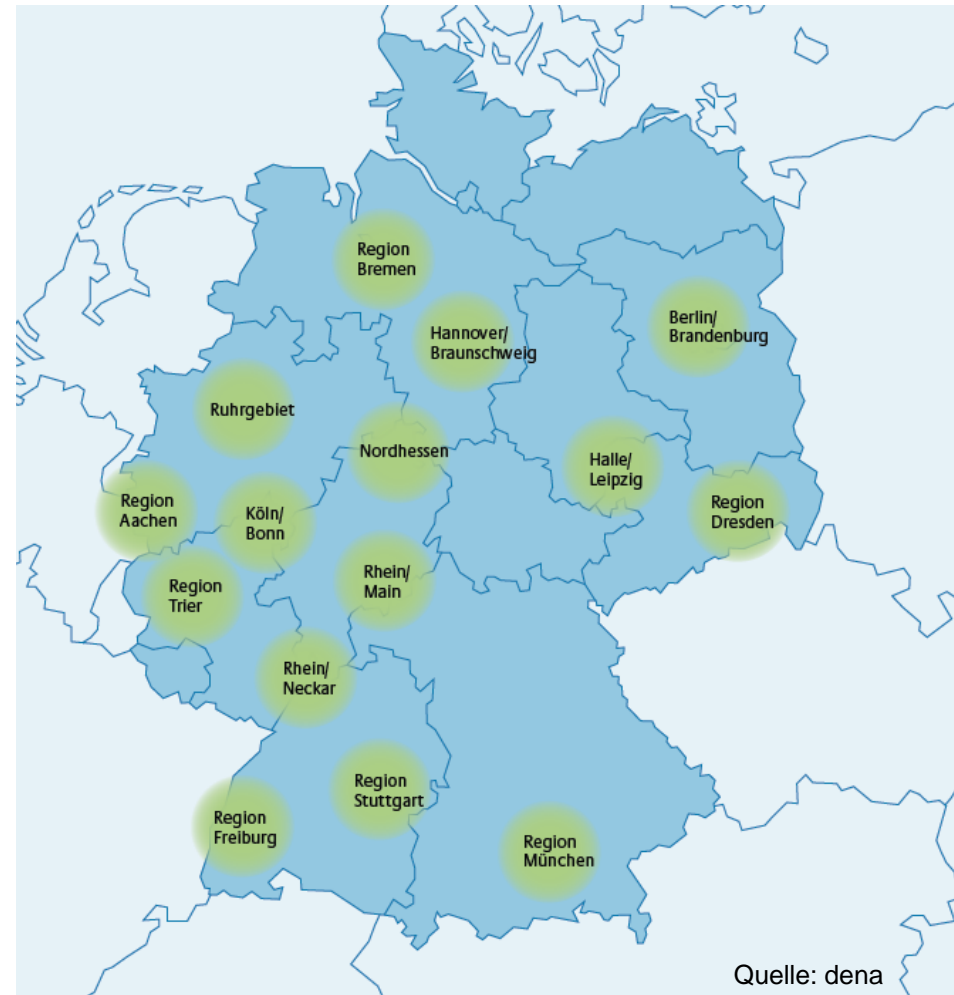 Region
Bremen
Berlin/
Brandenburg
Hannover/
Braunschweig
Ruhrgebiet
Nordhessen
Halle/
Leipzig
Region
Aachen
Köln/
Bonn
Region
Dresden
Region
Trier
Rhein/
Main
Rhein/
Neckar
Region
Stuttgart
Region
Freiburg
Region
München
Quelle: dena